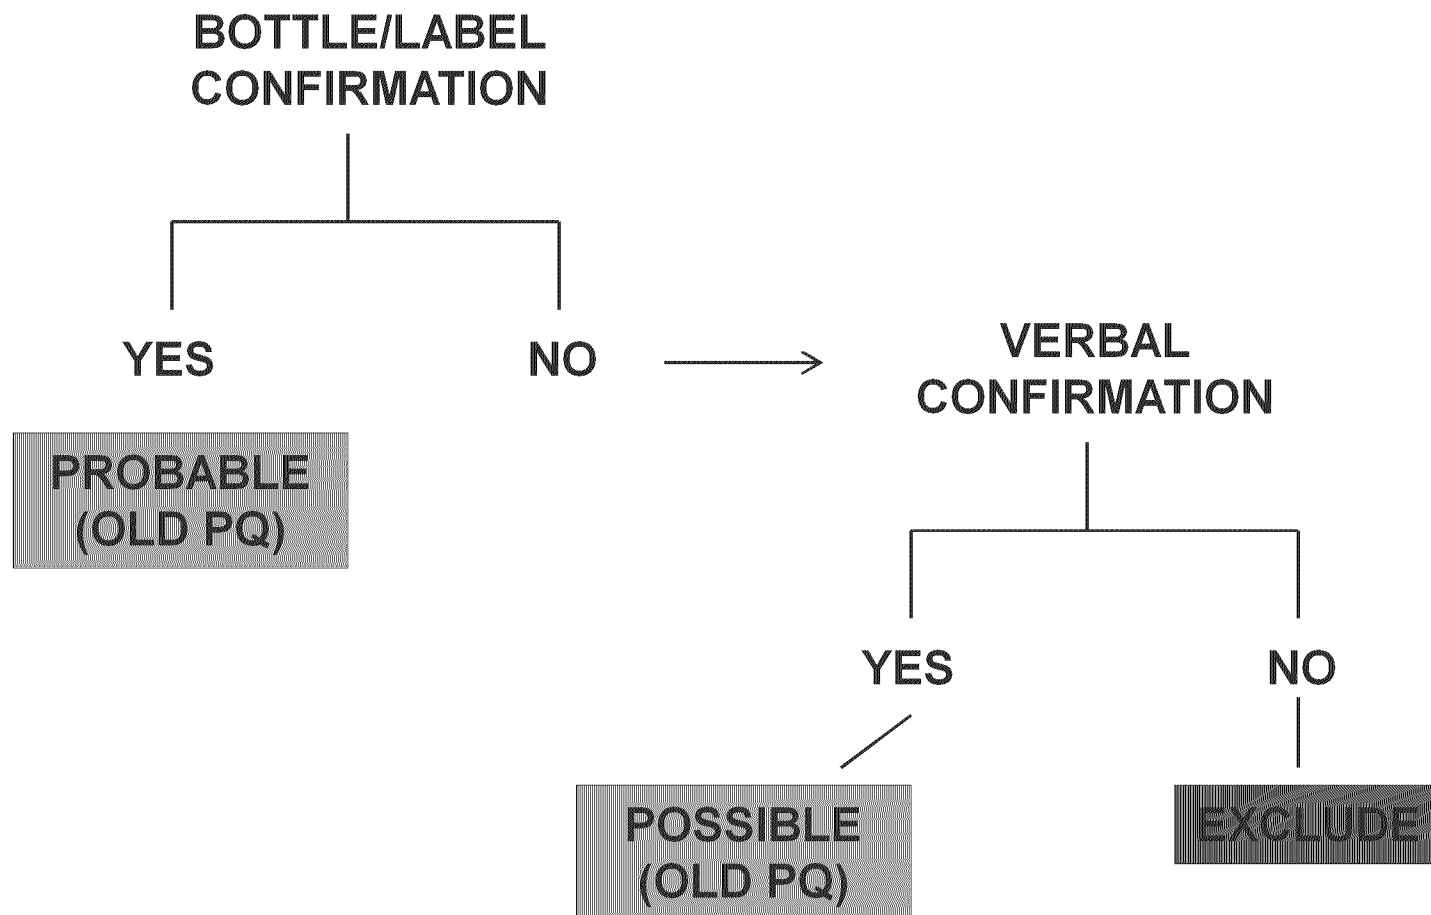 BOTTLE/LABEL
CONFIRMATION
YES
NO
VERBAL
CONFIRMATION
PROBABLE
(OLD PQ)
YES
NO
POSSIBLE
(OLD PQ)
EXCLUDE